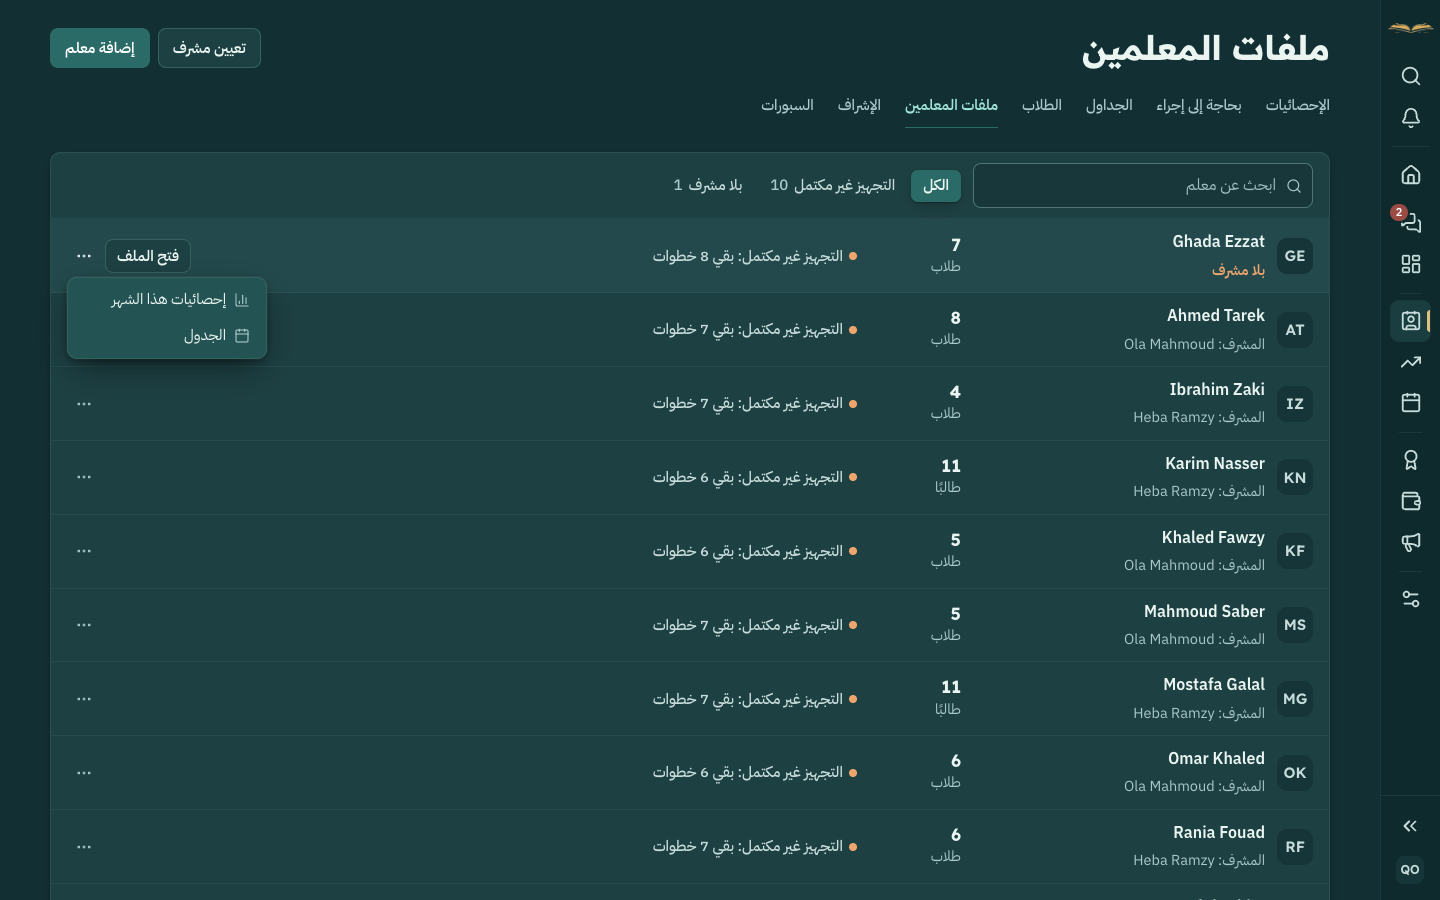 ملفات المعلمين
تعيين مشرف
إضافة معلم
الإحصائيات
بحاجة إلى إجراء
الجداول
الطلاب
ملفات المعلمين
الإشراف
السبورات
ابحث عن معلم
الكل
التجهيز غير مكتمل 10
بلا مشرف 1
GE
Ghada Ezzat
بلا مشرف
7
طلاب
التجهيز غير مكتمل: بقي 8 خطوات
فتح الملف
إحصائيات هذا الشهر
الجدول
AT
Ahmed Tarek
المشرف: Ola Mahmoud
8
طلاب
التجهيز غير مكتمل: بقي 7 خطوات
IZ
Ibrahim Zaki
المشرف: Heba Ramzy
4
طلاب
التجهيز غير مكتمل: بقي 7 خطوات
KN
Karim Nasser
المشرف: Heba Ramzy
11
طالبًا
التجهيز غير مكتمل: بقي 6 خطوات
KF
Khaled Fawzy
المشرف: Ola Mahmoud
5
طلاب
التجهيز غير مكتمل: بقي 6 خطوات
MS
Mahmoud Saber
المشرف: Ola Mahmoud
5
طلاب
التجهيز غير مكتمل: بقي 7 خطوات
MG
Mostafa Galal
المشرف: Heba Ramzy
11
طالبًا
التجهيز غير مكتمل: بقي 7 خطوات
OK
Omar Khaled
المشرف: Ola Mahmoud
6
طلاب
التجهيز غير مكتمل: بقي 6 خطوات
RF
Rania Fouad
المشرف: Heba Ramzy
6
طلاب
التجهيز غير مكتمل: بقي 7 خطوات
2
QO